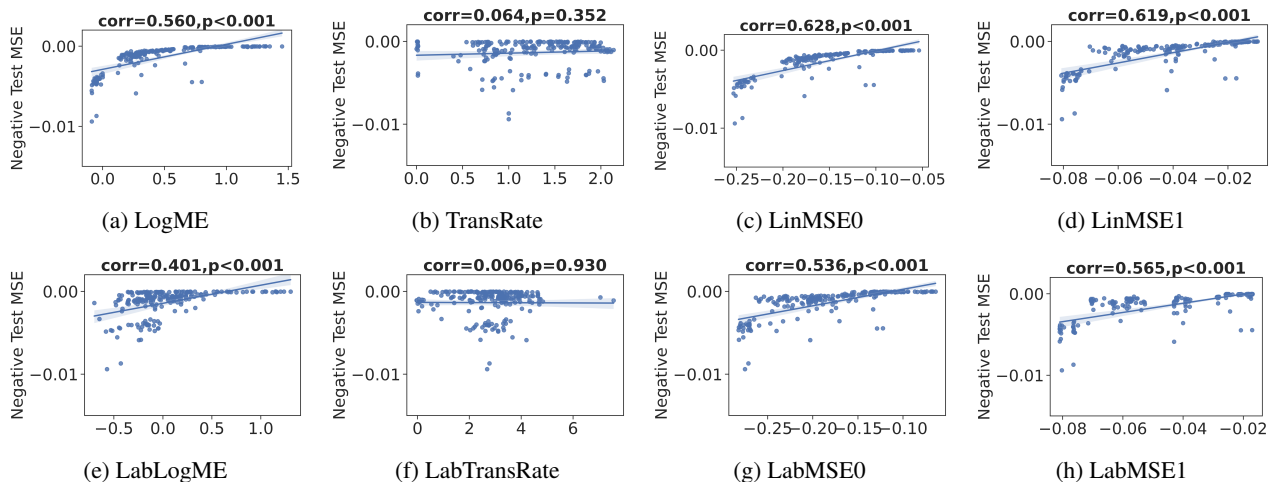 corr=0.560,p<0.001
Negative Test MSE
0.00
−0.01
0.0 0.5 1.0 1.5
(a) LogME
corr=0.064,p=0.352
Negative Test MSE
0.00
−0.01
0.0 0.5 1.0 1.5 2.0
(b) TransRate
corr=0.628,p<0.001
Negative Test MSE
0.00
−0.01
−0.25 −0.20 −0.15 −0.10 −0.05
(c) LinMSE0
corr=0.619,p<0.001
Negative Test MSE
0.00
−0.01
−0.08 −0.06 −0.04 −0.02
(d) LinMSE1
corr=0.401,p<0.001
Negative Test MSE
0.00
−0.01
−0.5 0.0 0.5 1.0
(e) LabLogME
corr=0.006,p=0.930
Negative Test MSE
0.00
−0.01
0 2 4 6
(f) LabTransRate
corr=0.536,p<0.001
Negative Test MSE
0.00
−0.01
−0.25 −0.20 −0.15 −0.10
(g) LabMSE0
corr=0.565,p<0.001
Negative Test MSE
0.00
−0.01
−0.08 −0.06 −0.04 −0.02
(h) LabMSE1